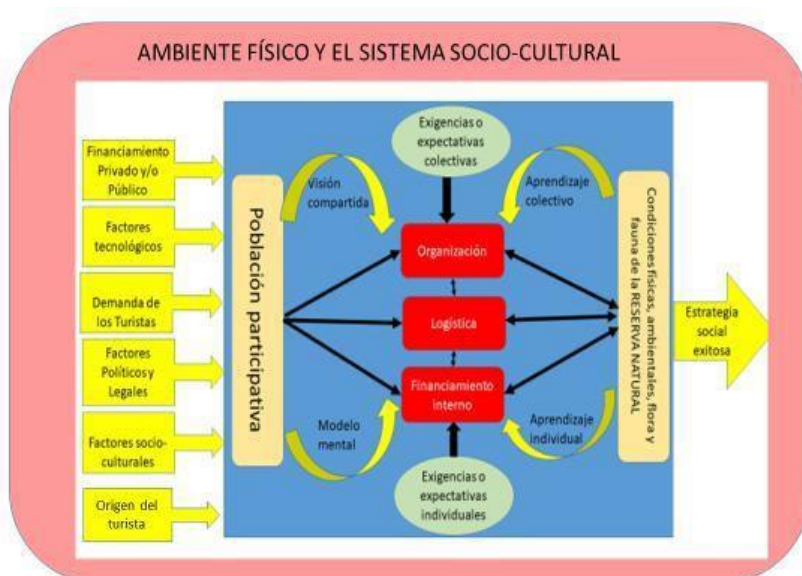 AMBIENTE FÍSICO Y EL SISTEMA SOCIO-CULTURAL
Financiamiento
Privado y/o
Público
Factores
tecnológicos
Demanda de
los Turistas
Factores
Políticos y
Legales
Factores socio-
culturales
Origen del
turista
Población participativa
Visión
compartida
Modelo
mental
Exigencias o
expectativas
colectivas
Organización
Logística
Financiamiento
interno
Exigencias o
expectativas
individuales
Aprendizaje
colectivo
Aprendizaje
individual
Condiciones físicas, ambientales, flora y
fauna de la RESERVA NATURAL
Estrategia
social
exitosa